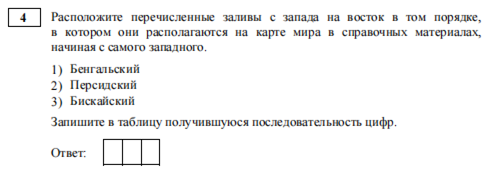 4
Расположите перечисленные заливы с запада на восток в том порядке,
в котором они располагаются на карте мира в справочных материалах,
начиная с самого западного.
1) Бенгальский
2) Персидский
3) Бискайский
Запишите в таблицу получившуюся последовательность цифр.
Ответ: